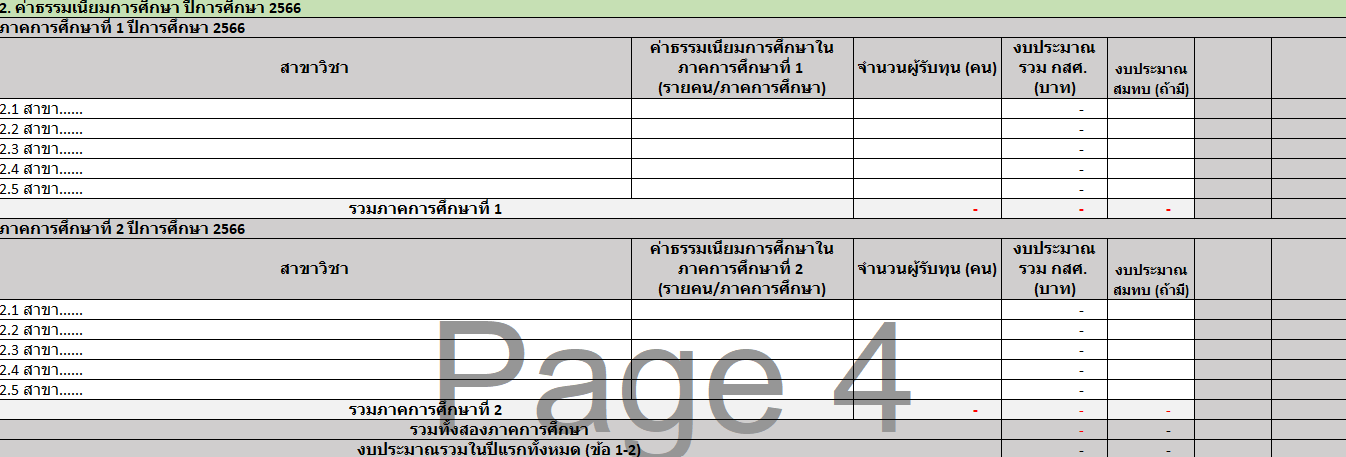 2. ค่าธรรมเนียมการศึกษา ปีการศึกษา 2566
ภาคการศึกษาที่ 1 ปีการศึกษา 2566
สาขาวิชา
ค่าธรรมเนียมการศึกษาใน
ภาคการศึกษาที่ 1
(รายคน/ภาคการศึกษา)
จำนวนผู้รับทุน (คน)
งบประมาณ
รวม กสศ.
(บาท)
งบประมาณ
สมทบ (ถ้ามี)
2.1 สาขา...... -
2.2 สาขา...... -
2.3 สาขา...... -
2.4 สาขา...... -
2.5 สาขา...... -
รวมภาคการศึกษาที่ 1 - - -
ภาคการศึกษาที่ 2 ปีการศึกษา 2566
สาขาวิชา
ค่าธรรมเนียมการศึกษาใน
ภาคการศึกษาที่ 2
(รายคน/ภาคการศึกษา)
จำนวนผู้รับทุน (คน)
งบประมาณ
รวม กสศ.
(บาท)
งบประมาณ
สมทบ (ถ้ามี)
2.1 สาขา...... -
2.2 สาขา...... -
2.3 สาขา...... -
2.4 สาขา...... -
2.5 สาขา...... -
รวมภาคการศึกษาที่ 2 - - -
รวมทั้งสองภาคการศึกษา - -
งบประมาณรวมในปีแรกทั้งหมด (ข้อ 1-2) - -
Page 4